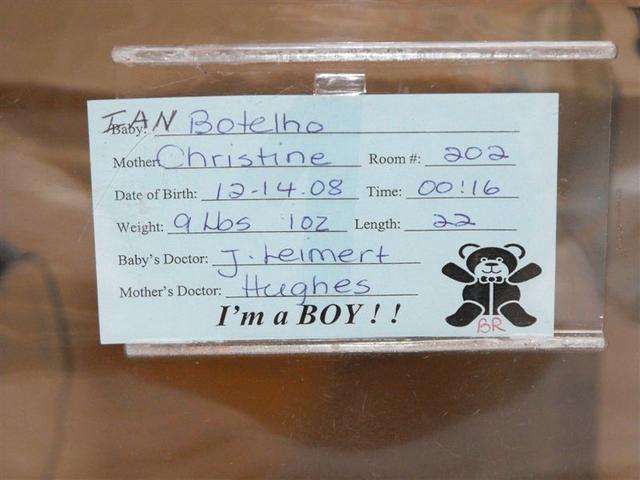 IAN
Baby: Botelho
Mother: Christine Room #: 202
Date of Birth: 12-14-08 Time: 00:16
Weight: 9 Lbs 1oz Length: 22
Baby's Doctor: J. Leimert
Mother's Doctor: Hughes
I'm a BOY ! !
BR